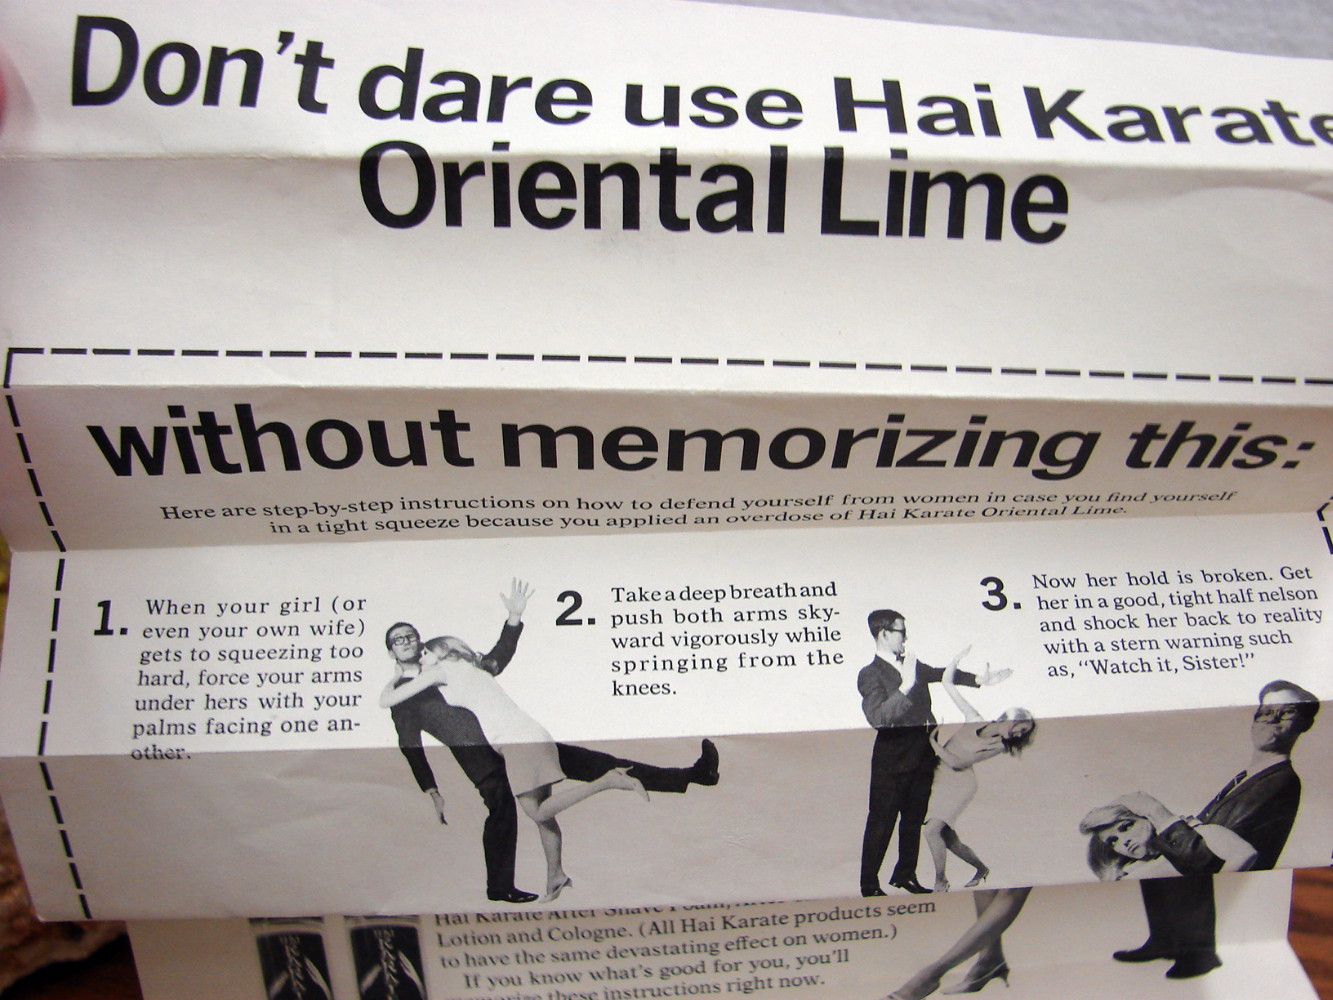 Don't dare use Hai Karate
Oriental Lime
without memorizing this:
Here are step-by-step instructions on how to defend yourself from women in case you find yourself
in a tight squeeze because you applied an overdose of Hai Karate Oriental Lime.
1. When your girl (or
even your own wife)
gets to squeezing too
hard, force your arms
under hers with your
palms facing one an-
other.
2. Take a deep breath and
push both arms sky-
ward vigorously while
springing from the
knees.
3. Now her hold is broken. Get
her in a good, tight half nelson
and shock her back to reality
with a stern warning such
as, “Watch it, Sister!”
Hai Karate After Shave Foam,
Lotion and Cologne. (All Hai Karate products seem
to have the same devastating effect on women.)
If you know what's good for you, you'll
memorize these instructions right now.